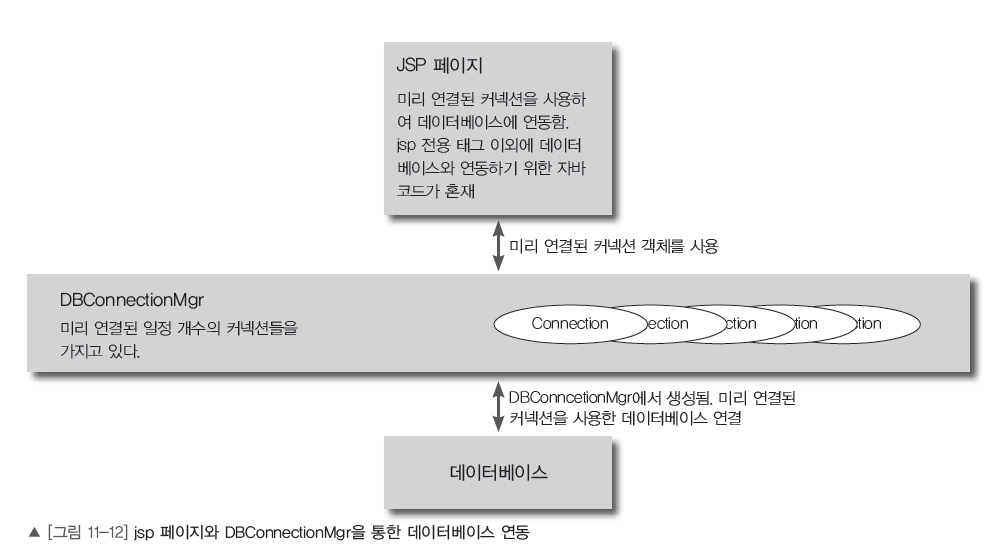 JSP 페이지
미리 연결된 커넥션을 사용하
여 데이터베이스에 연동함.
jsp 전용 태그 이외에 데이터
베이스와 연동하기 위한 자바
코드가 혼재
미리 연결된 커넥션 객체를 사용
DBConnectionMgr
미리 연결된 일정 개수의 커넥션들을
가지고 있다.
Connection ection ction tion tion
DBConncetionMgr에서 생성됨. 미리 연결된
커넥션을 사용한 데이터베이스 연결
데이터베이스
▲ [그림 11-12] jsp 페이지와 DBConnectionMgr을 통한 데이터베이스 연동